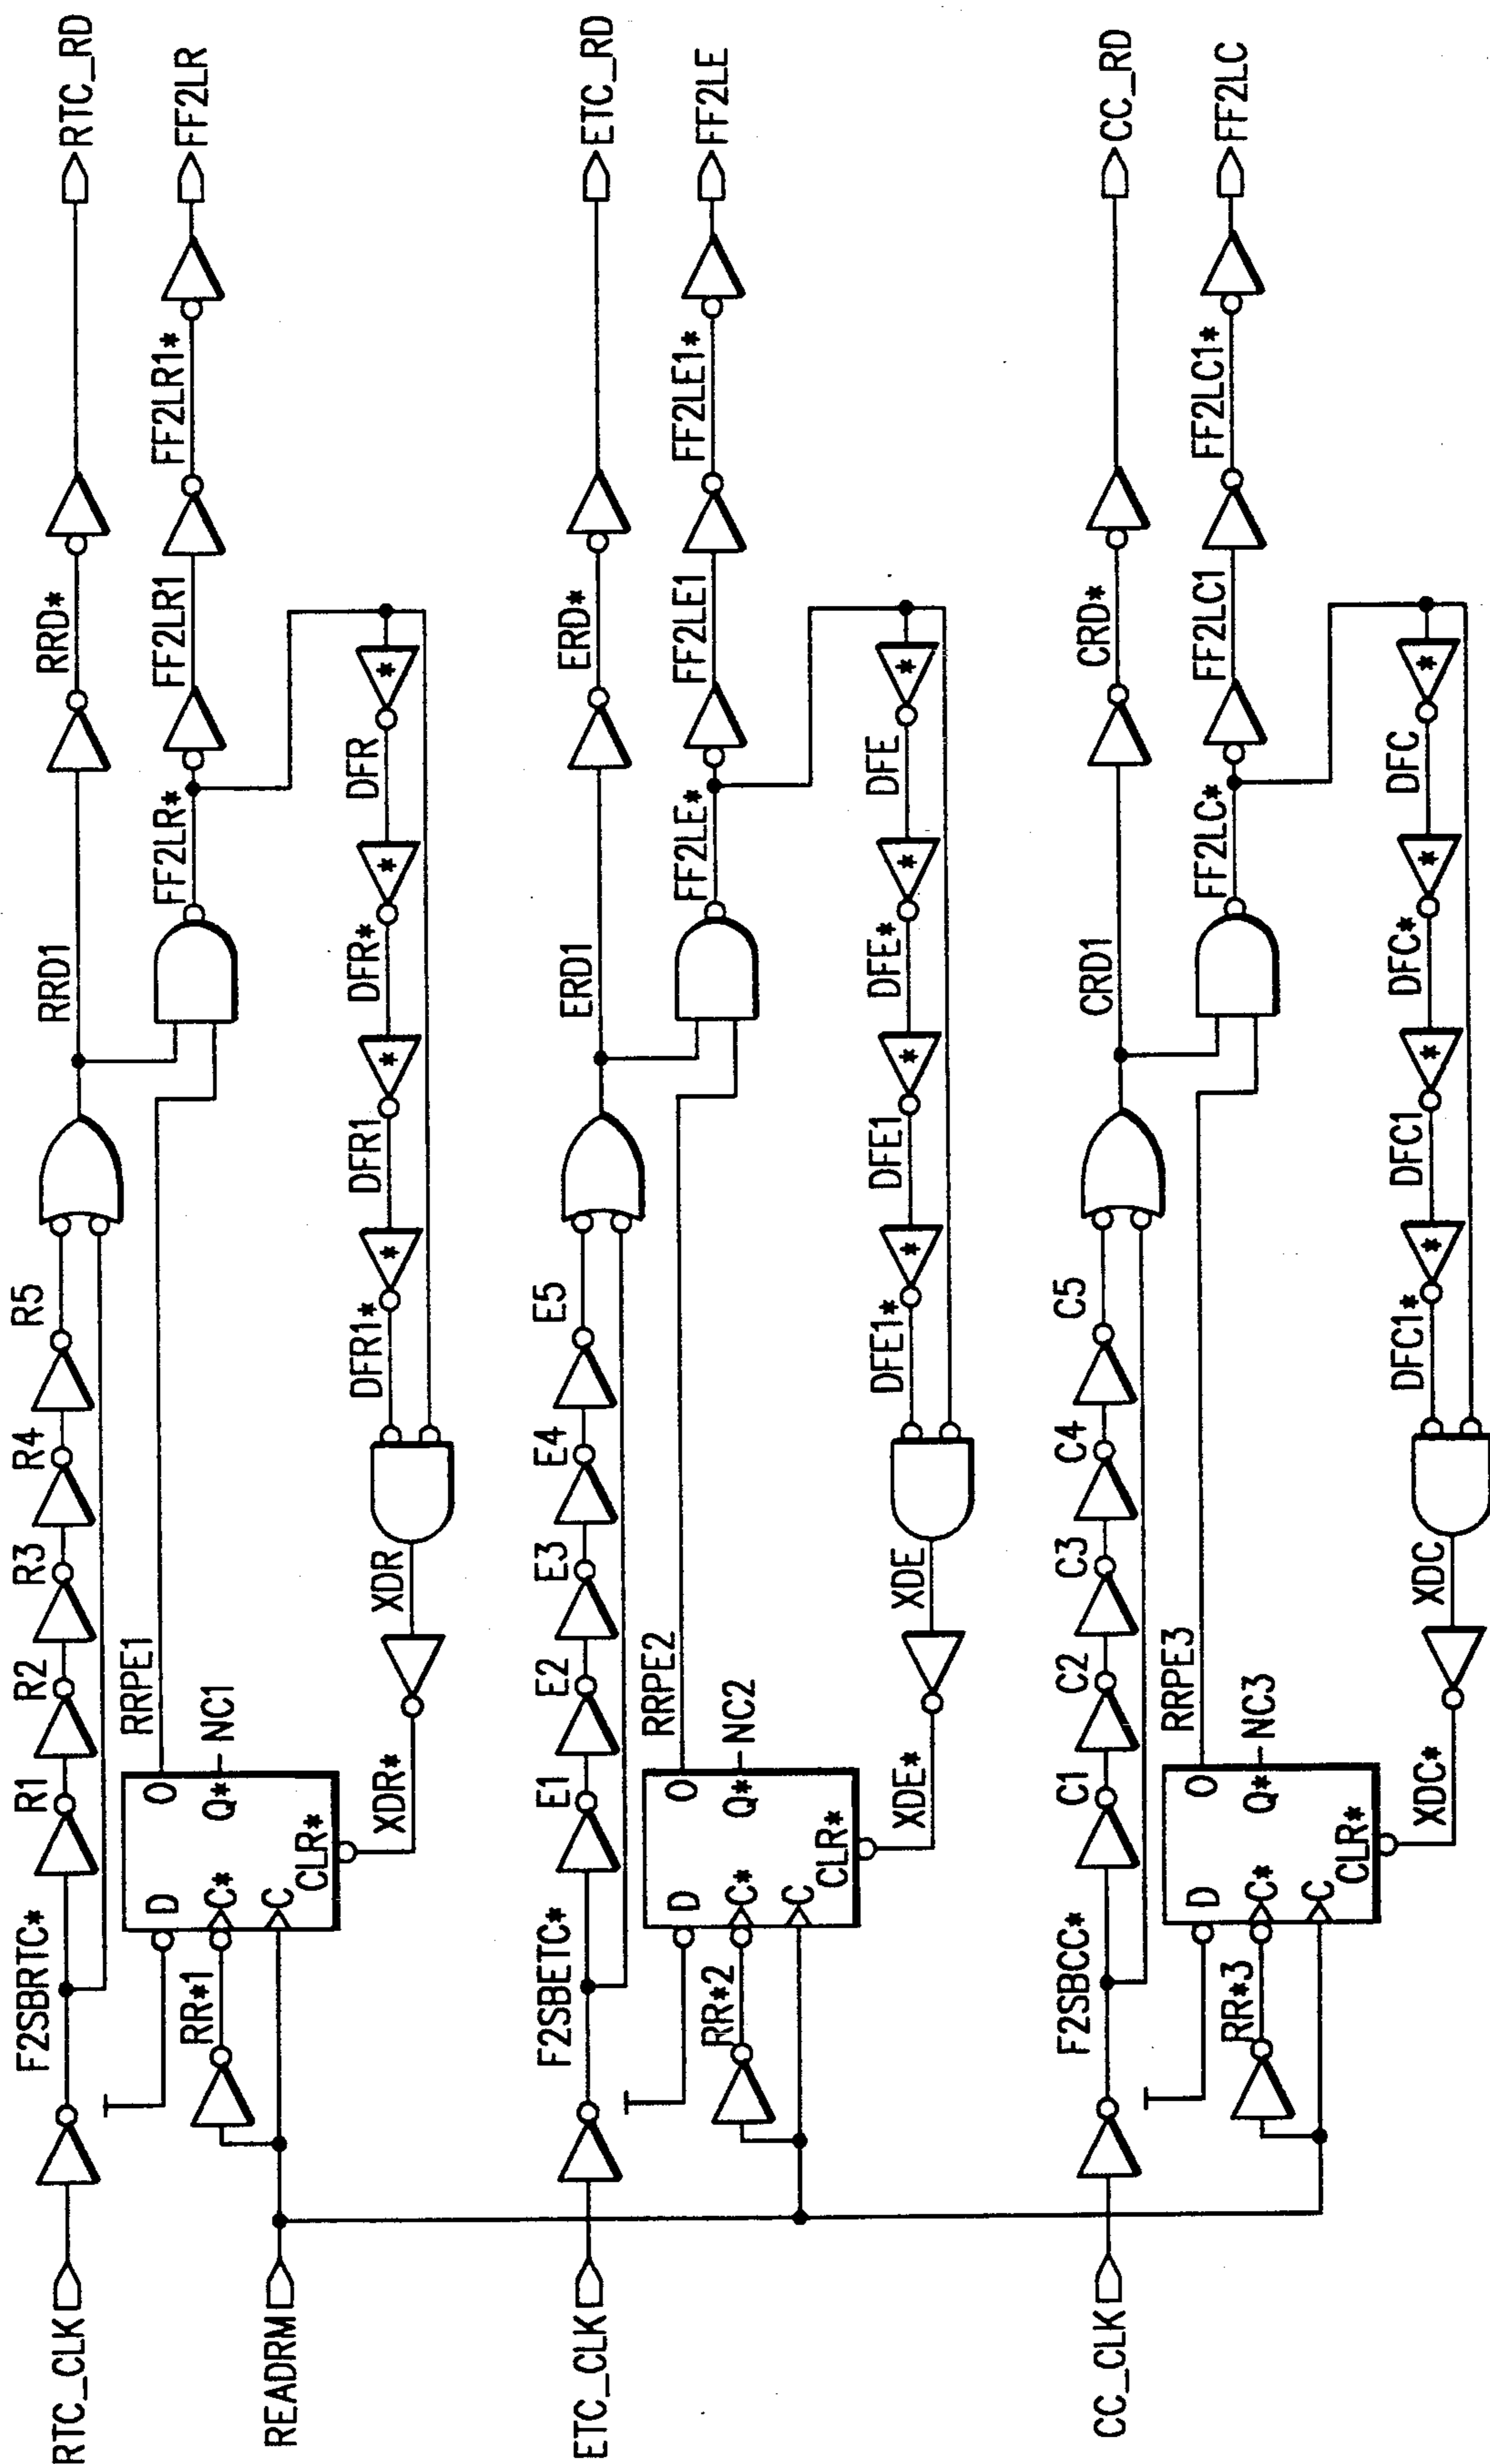 RTC_CLK
F2SBRTC*
R1
R2
R3
R4
R5
RRD1
RRD*
RTC_RD
READRM
RR*1
D
C*
C
O
Q*
CLR*
RRPE1
NC1
FF2LR*
FF2LR1
FF2LR1*
FF2LR
DFR
*
DFR*
*
DFR1
*
DFR1*
*
XDR
XDR*
ETC_CLK
F2SBETC*
E1
E2
E3
E4
E5
ERD1
ERD*
ETC_RD
RR*2
D
C*
C
O
Q*
CLR*
RRPE2
NC2
FF2LE*
FF2LE1
FF2LE1*
FF2LE
DFE
*
DFE*
*
DFE1
*
DFE1*
*
XDE
XDE*
CC_CLK
F2SBCC*
C1
C2
C3
C4
C5
CRD1
CRD*
CC_RD
RR*3
D
C*
C
O
Q*
CLR*
RRPE3
NC3
FF2LC*
FF2LC1
FF2LC1*
FF2LC
DFC
*
DFC*
*
DFC1
*
DFC1*
*
XDC
XDC*